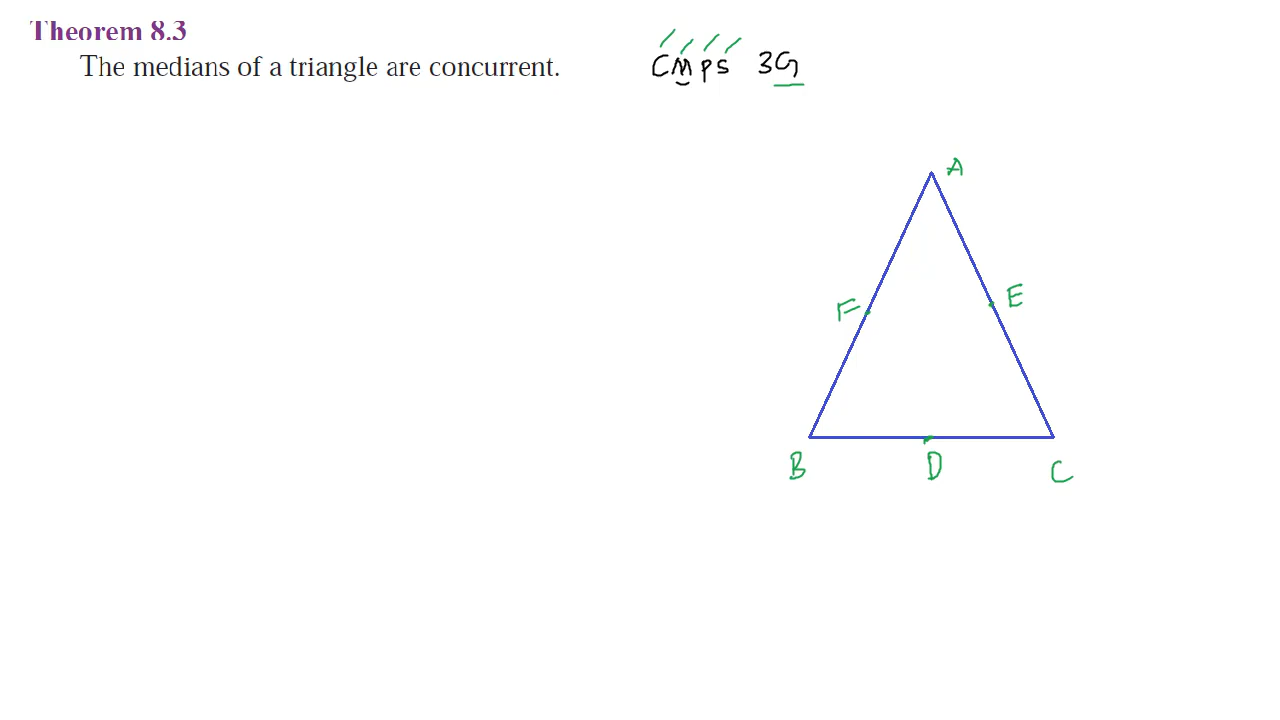 Theorem 8.3
The medians of a triangle are concurrent.
CMPS 3G
A
F
E
B
D
C